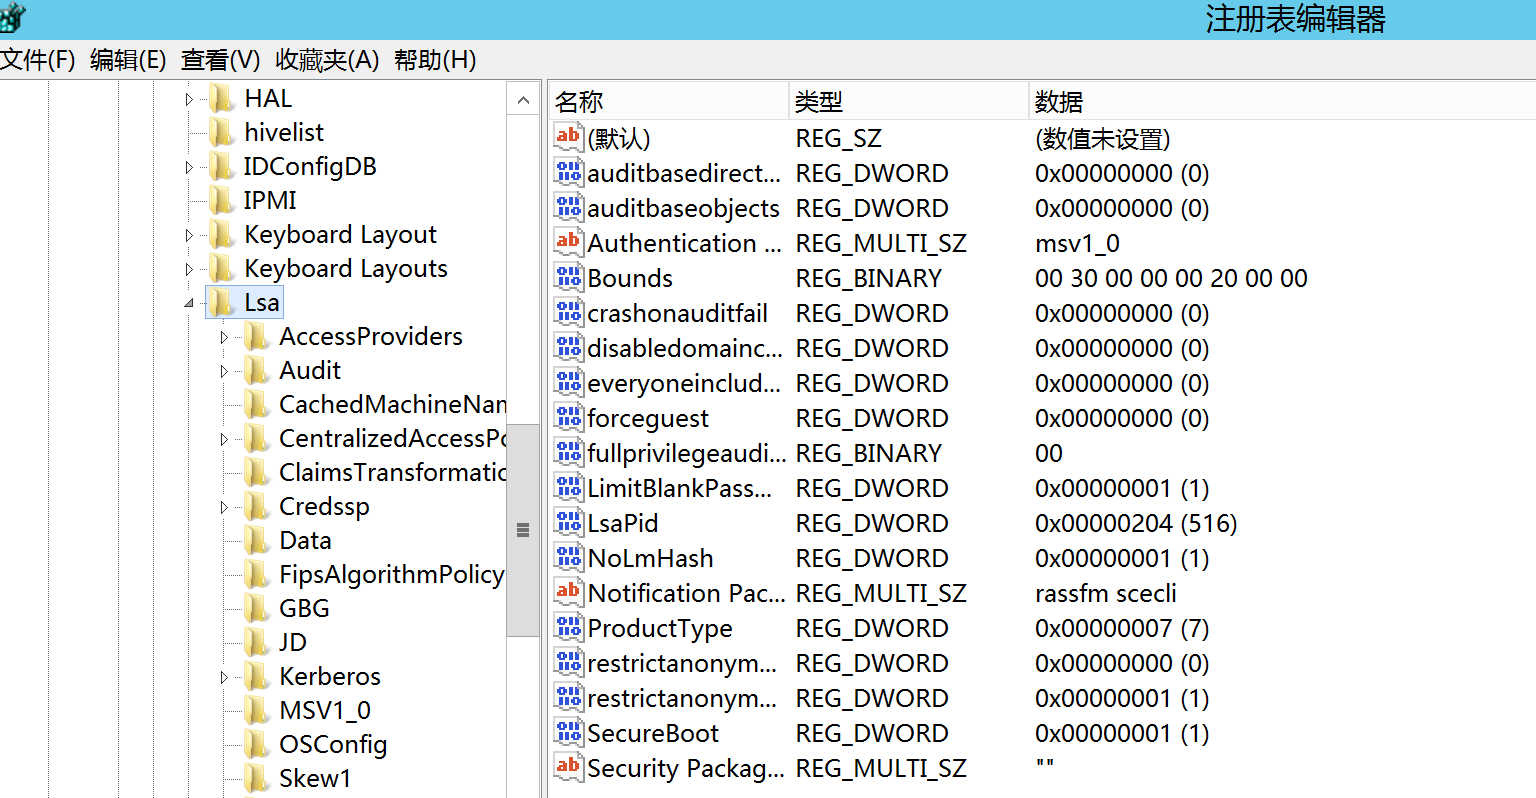 注册表编辑器
文件(F) 编辑(E) 查看(V) 收藏夹(A) 帮助(H)
HAL
hivelist
IDConfigDB
IPMI
Keyboard Layout
Keyboard Layouts
Lsa
AccessProviders
Audit
CachedMachineNam
CentralizedAccessPo
ClaimsTransformatic
Credssp
Data
FipsAlgorithmPolicy
GBG
JD
Kerberos
MSV1_0
OSConfig
Skew1
名称 类型 数据
(默认) REG_SZ (数值未设置)
auditbasedirect... REG_DWORD 0x00000000 (0)
auditbaseobjects REG_DWORD 0x00000000 (0)
Authentication ... REG_MULTI_SZ msv1_0
Bounds REG_BINARY 00 30 00 00 00 20 00 00
crashonauditfail REG_DWORD 0x00000000 (0)
disabledomainc... REG_DWORD 0x00000000 (0)
everyoneinclud... REG_DWORD 0x00000000 (0)
forceguest REG_DWORD 0x00000000 (0)
fullprivilegeaudi... REG_BINARY 00
LimitBlankPass... REG_DWORD 0x00000001 (1)
LsaPid REG_DWORD 0x00000204 (516)
NoLmHash REG_DWORD 0x00000001 (1)
Notification Pac... REG_MULTI_SZ rassfm scecli
ProductType REG_DWORD 0x00000007 (7)
restrictanonym... REG_DWORD 0x00000000 (0)
restrictanonym... REG_DWORD 0x00000001 (1)
SecureBoot REG_DWORD 0x00000001 (1)
Security Packag... REG_MULTI_SZ ""